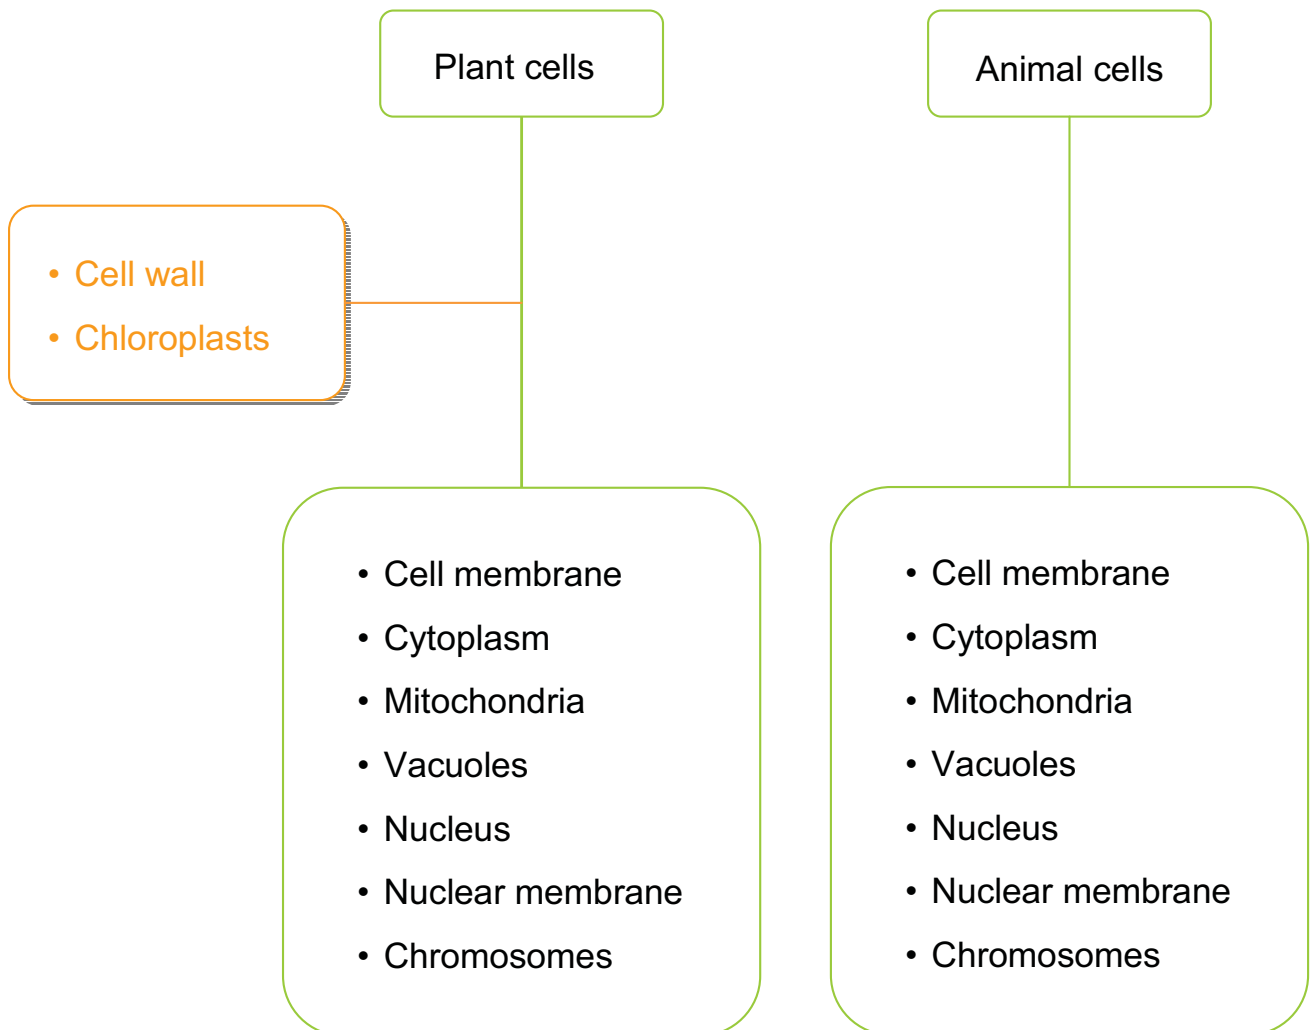 Plant cells
Animal cells
• Cell wall
• Chloroplasts
• Cell membrane
• Cytoplasm
• Mitochondria
• Vacuoles
• Nucleus
• Nuclear membrane
• Chromosomes
• Cell membrane
• Cytoplasm
• Mitochondria
• Vacuoles
• Nucleus
• Nuclear membrane
• Chromosomes